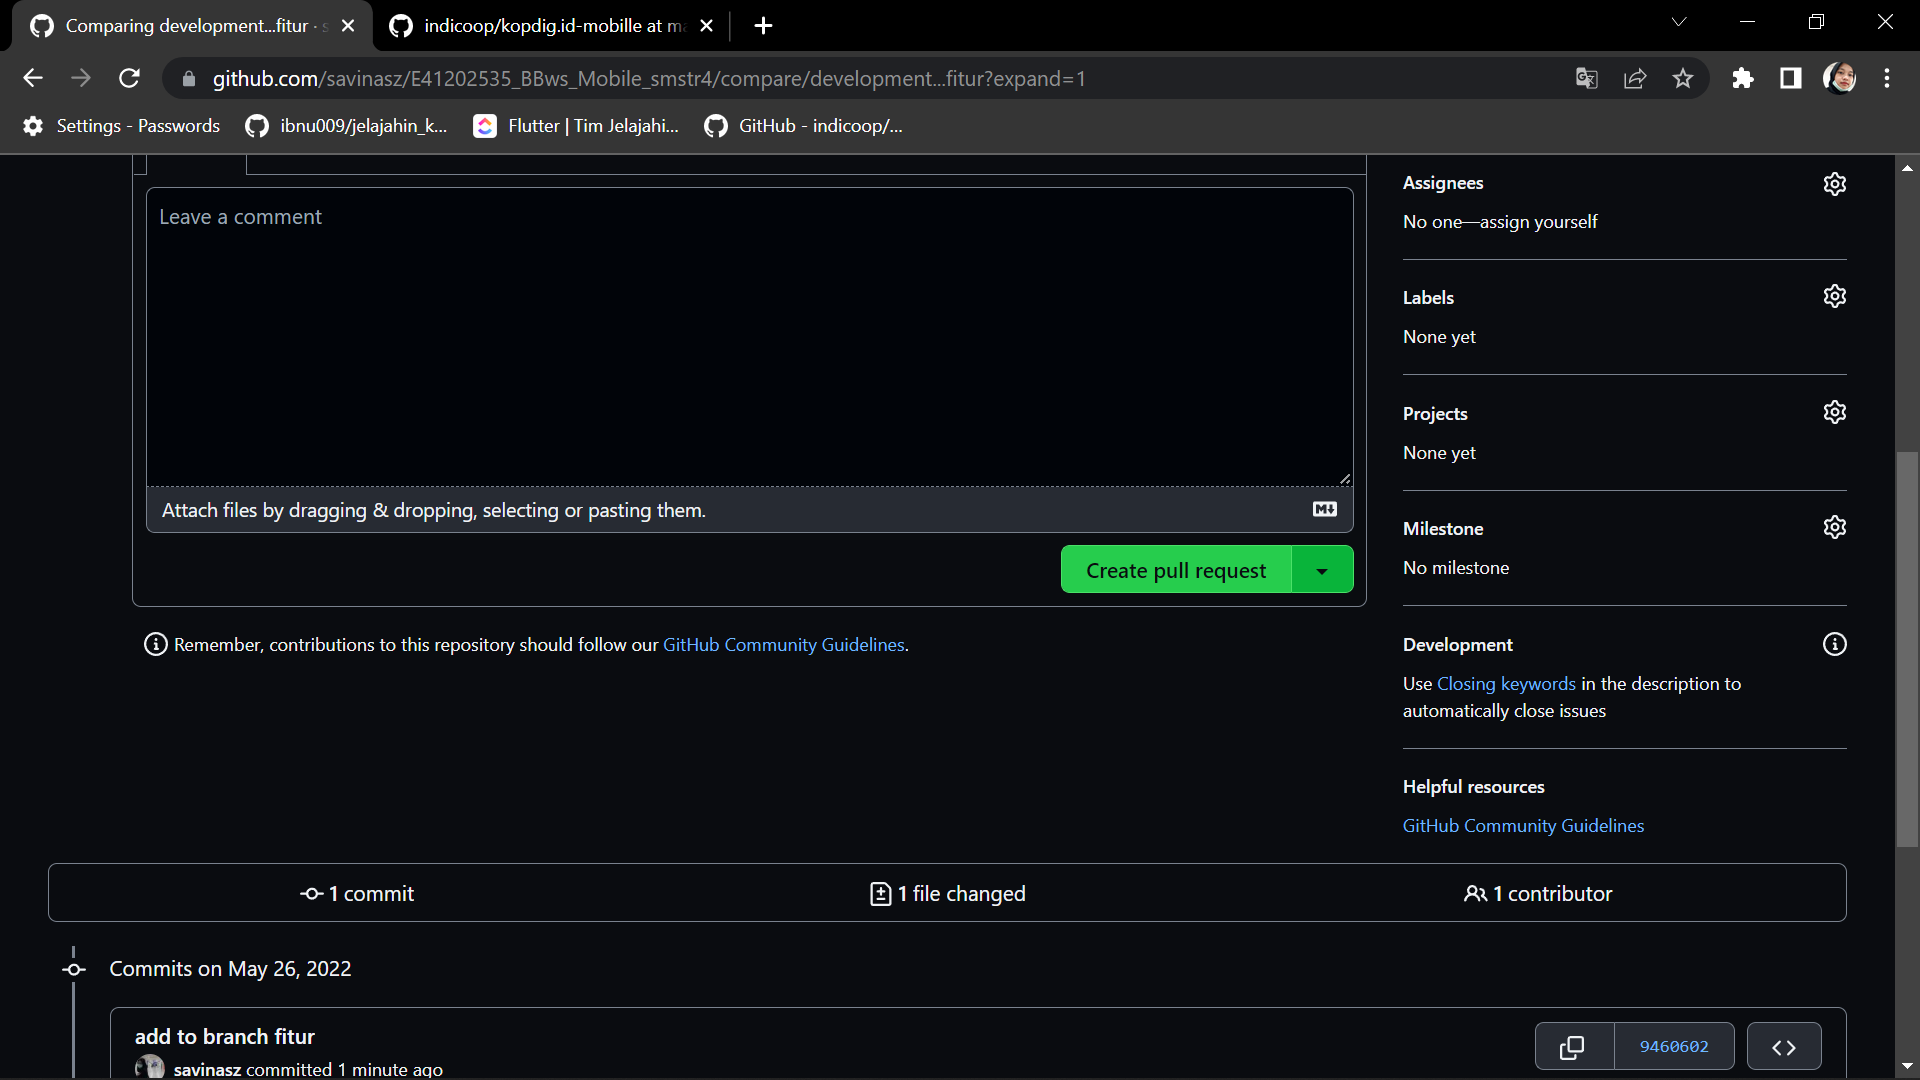 Comparing development...fitur ·
indicoop/kopdig.id-mobille at ma
github.com/savinasz/E41202535_BBws_Mobile_smstr4/compare/development...fitur?expand=1
Settings - Passwords
ibnu009/jelajahin_k...
Flutter | Tim Jelajahi...
GitHub - indicoop/...
Leave a comment
Attach files by dragging & dropping, selecting or pasting them.
Create pull request
Remember, contributions to this repository should follow our GitHub Community Guidelines.
Assignees
No one—assign yourself
Labels
None yet
Projects
None yet
Milestone
No milestone
Development
Use Closing keywords in the description to
automatically close issues
Helpful resources
GitHub Community Guidelines
1 commit
1 file changed
1 contributor
Commits on May 26, 2022
add to branch fitur
9460602
savinasz committed 1 minute ago